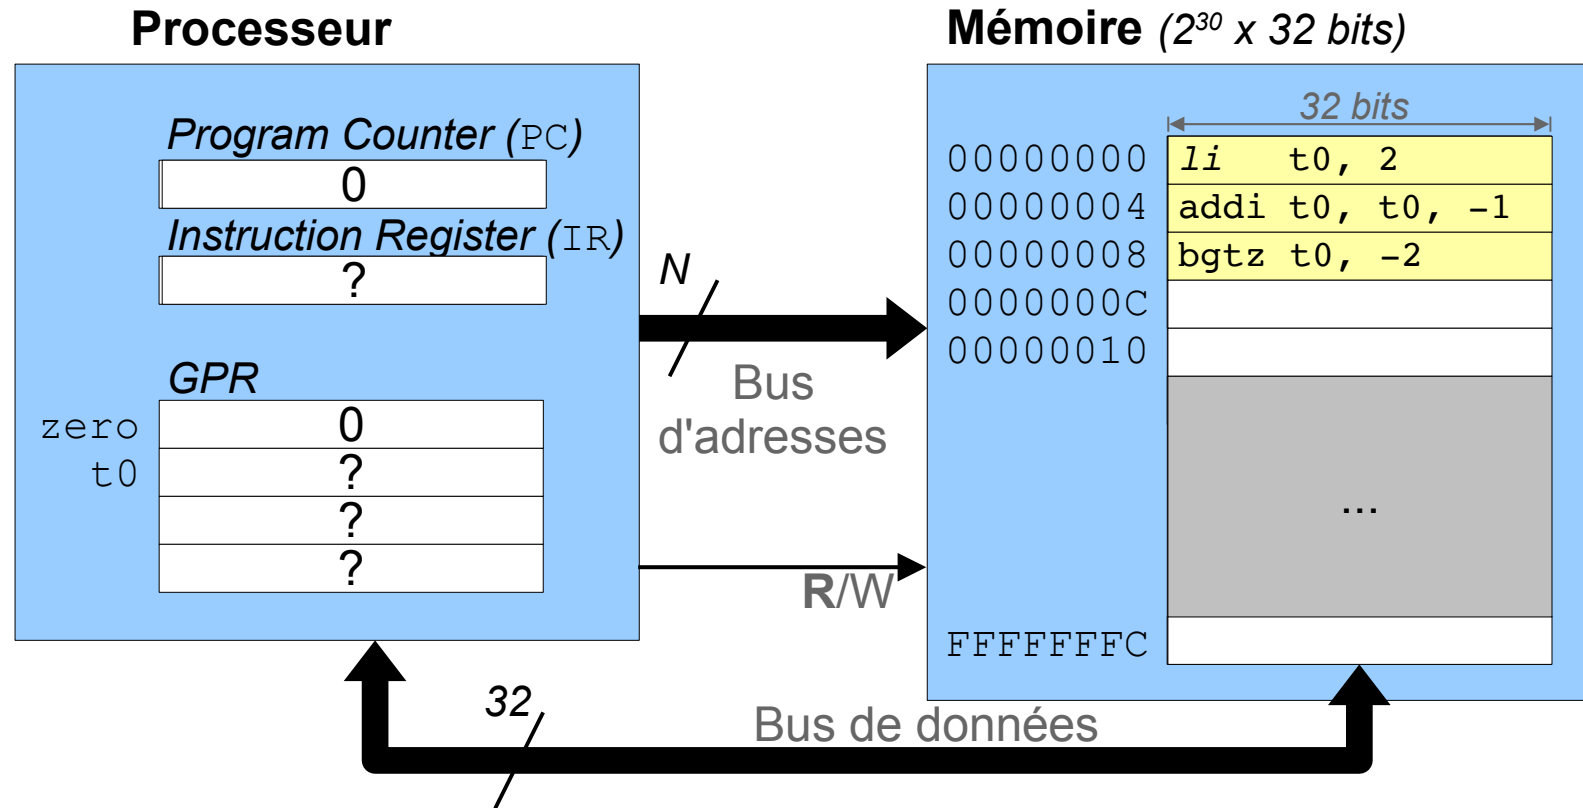 Processeur
Mémoire (2³⁰ x 32 bits)
Program Counter (PC)
0
Instruction Register (IR)
?
GPR
zero 0
t0 ?
?
?
N
Bus
d'adresses
R/W
32 bits
00000000 li t0, 2
00000004 addi t0, t0, -1
00000008 bgtz t0, -2
0000000C
00000010
...
FFFFFFFC
32
Bus de données